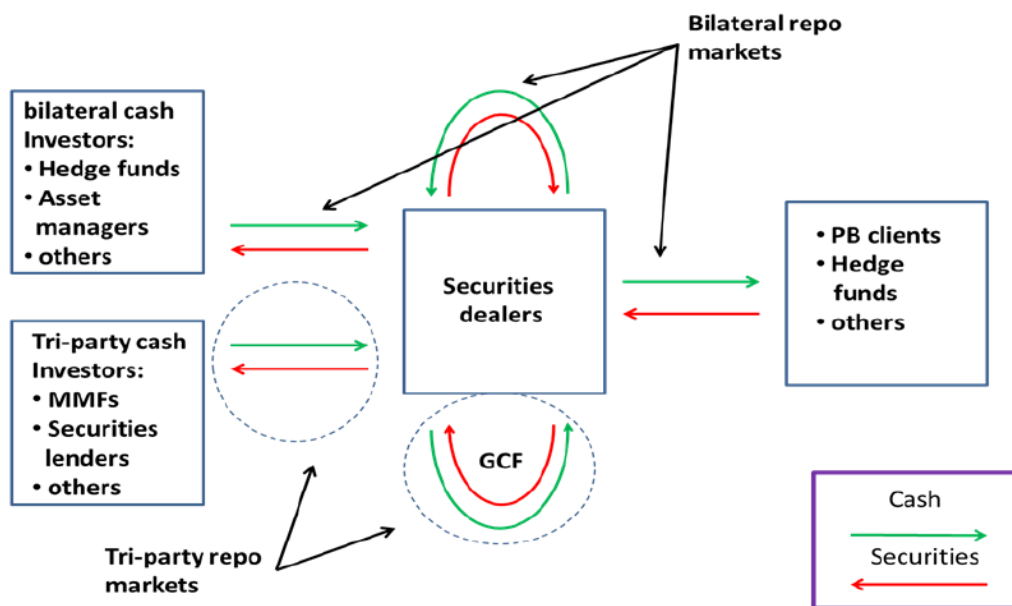 Bilateral repo
markets
bilateral cash
Investors:
• Hedge funds
• Asset
managers
• others
Securities
dealers
• PB clients
• Hedge
funds
• others
Tri-party cash
Investors:
• MMFs
• Securities
lenders
• others
GCF
Tri-party repo
markets
Cash
Securities